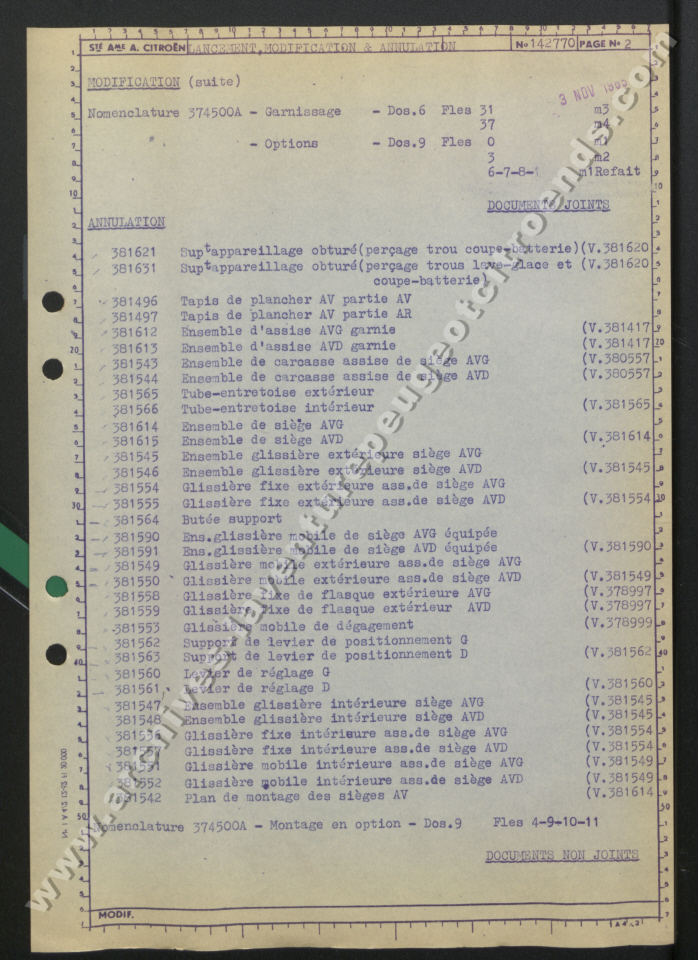 STÉ AME A. CITROËN LANCEMENT, MODIFICATION & ANNULATION No 142770 PAGE No 2
3 NOV 1965
MODIFICATION (suite)
Nomenclature 374500A - Garnissage - Dos.6 Fles 31 m3
37 m4
- Options - Dos.9 Fles 0 m1
3 m2
6-7-8-1 m1Refait
DOCUMENTS JOINTS
ANNULATION
381621 Suptappareillage obturé(perçage trou coupe-batterie)(V.381620
381631 Suptappareillage obturé(perçage trous lave-glace et (V.381620
coupe-batterie)
381496 Tapis de plancher AV partie AV
381497 Tapis de plancher AV partie AR
381612 Ensemble d'assise AVG garnie (V.381417
381613 Ensemble d'assise AVD garnie (V.381417
381543 Ensemble de carcasse assise de siège AVG (V.380557
381544 Ensemble de carcasse assise de siège AVD (V.380557
381565 Tube-entretoise extérieur
381566 Tube-entretoise intérieur (V.381565
381614 Ensemble de siège AVG
381615 Ensemble de siège AVD (V.381614
381545 Ensemble glissière extérieure siège AVG
381546 Ensemble glissière extérieure siège AVD (V.381545
381554 Glissière fixe extérieure ass.de siège AVG
381555 Glissière fixe extérieure ass.de siège AVD (V.381554
381564 Butée support
381590 Ens.glissière mobile de siège AVG équipée
381591 Ens.glissière mobile de siège AVD équipée (V.381590
381549 Glissière mobile extérieure ass.de siège AVG
381550 Glissière mobile extérieure ass.de siège AVD (V.381549
381558 Glissière fixe de flasque extérieure AVG (V.378997
381559 Glissière fixe de flasque extérieur AVD (V.378997
381553 Glissière mobile de dégagement (V.378999
381562 Support de levier de positionnement G
381563 Support de levier de positionnement D (V.381562
381560 Levier de réglage G
381561 Levier de réglage D (V.381560
381547 Ensemble glissière intérieure siège AVG (V.381545
381548 Ensemble glissière intérieure siège AVD (V.381545
381556 Glissière fixe intérieure ass.de siège AVG (V.381554
381557 Glissière fixe intérieure ass.de siège AVD (V.381554
381551 Glissière mobile intérieure ass.de siège AVG (V.381549
381552 Glissière mobile intérieure ass.de siège AVD (V.381549
381542 Plan de montage des sièges AV (V.381614
Nomenclature 374500A - Montage en option - Dos.9 Fles 4-9-10-11
DOCUMENTS NON JOINTS
MODIF.
www.archives-laventurepeugeotcitroends.com